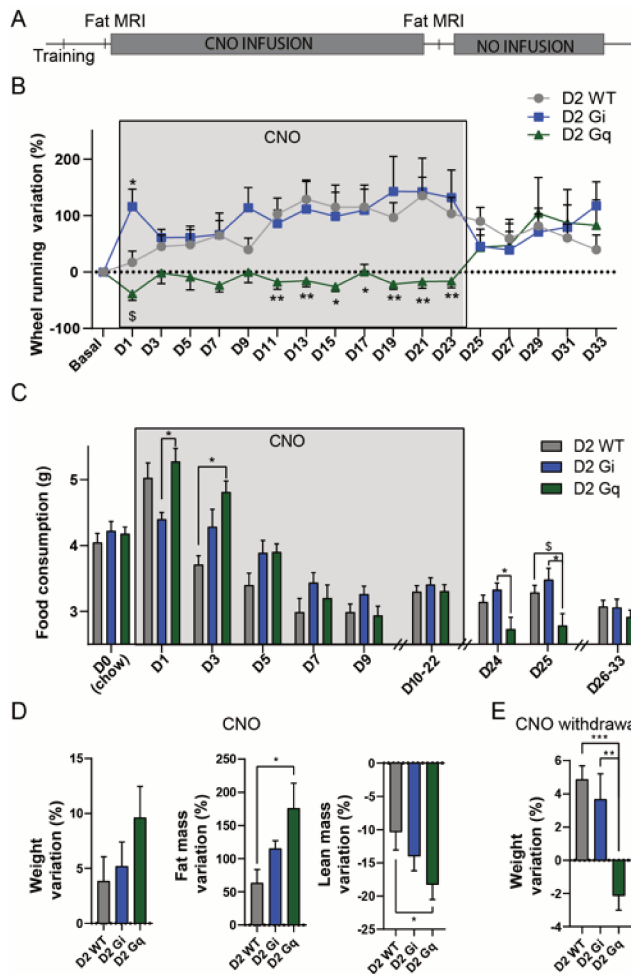 A
Fat MRI
Fat MRI
CNO INFUSION
NO INFUSION
Training
B
D2 WT
D2 Gi
D2 Gq
CNO
Wheel running variation (%)
200
100
0
-100
*
$
**
**
*
*
**
**
**
Basal
D1
D3
D5
D7
D9
D11
D13
D15
D17
D19
D21
D23
D25
D27
D29
D31
D33
C
CNO
D2 WT
D2 Gi
D2 Gq
Food consumption (g)
5
4
3
*
*
*
$
*
D0
(chow)
D1
D3
D5
D7
D9
D10-22
D24
D25
D26-33
D
CNO
Weight
variation (%)
15
10
5
0
D2 WT
D2 Gi
D2 Gq
Fat mass
variation (%)
250
200
150
100
50
0
*
D2 WT
D2 Gi
D2 Gq
Lean mass
variation (%)
0
-5
-10
-15
-20
-25
*
D2 WT
D2 Gi
D2 Gq
E
CNO withdrawa
Weight
variation (%)
6
4
2
0
-2
-4
***
**
D2 WT
D2 Gi
D2 Gq